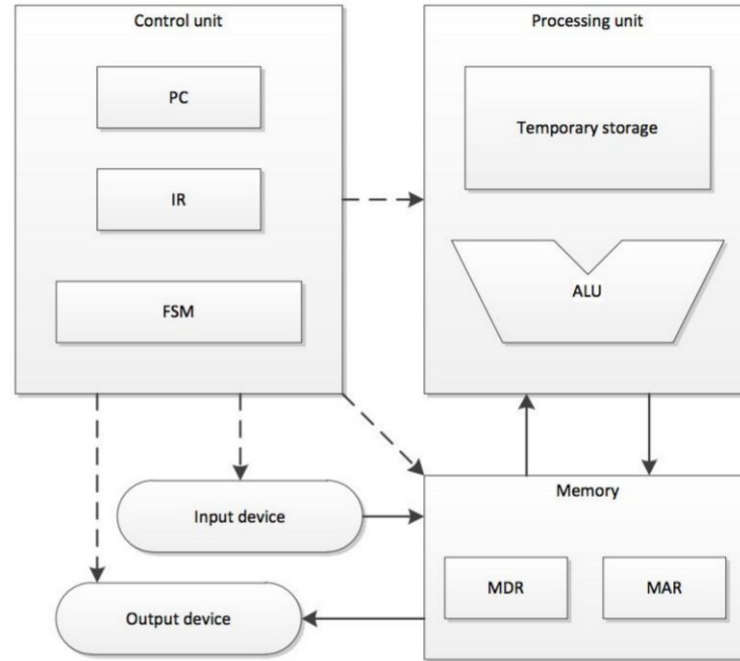 Control unit
PC
IR
FSM
Processing unit
Temporary storage
ALU
Input device
Output device
Memory
MDR
MAR